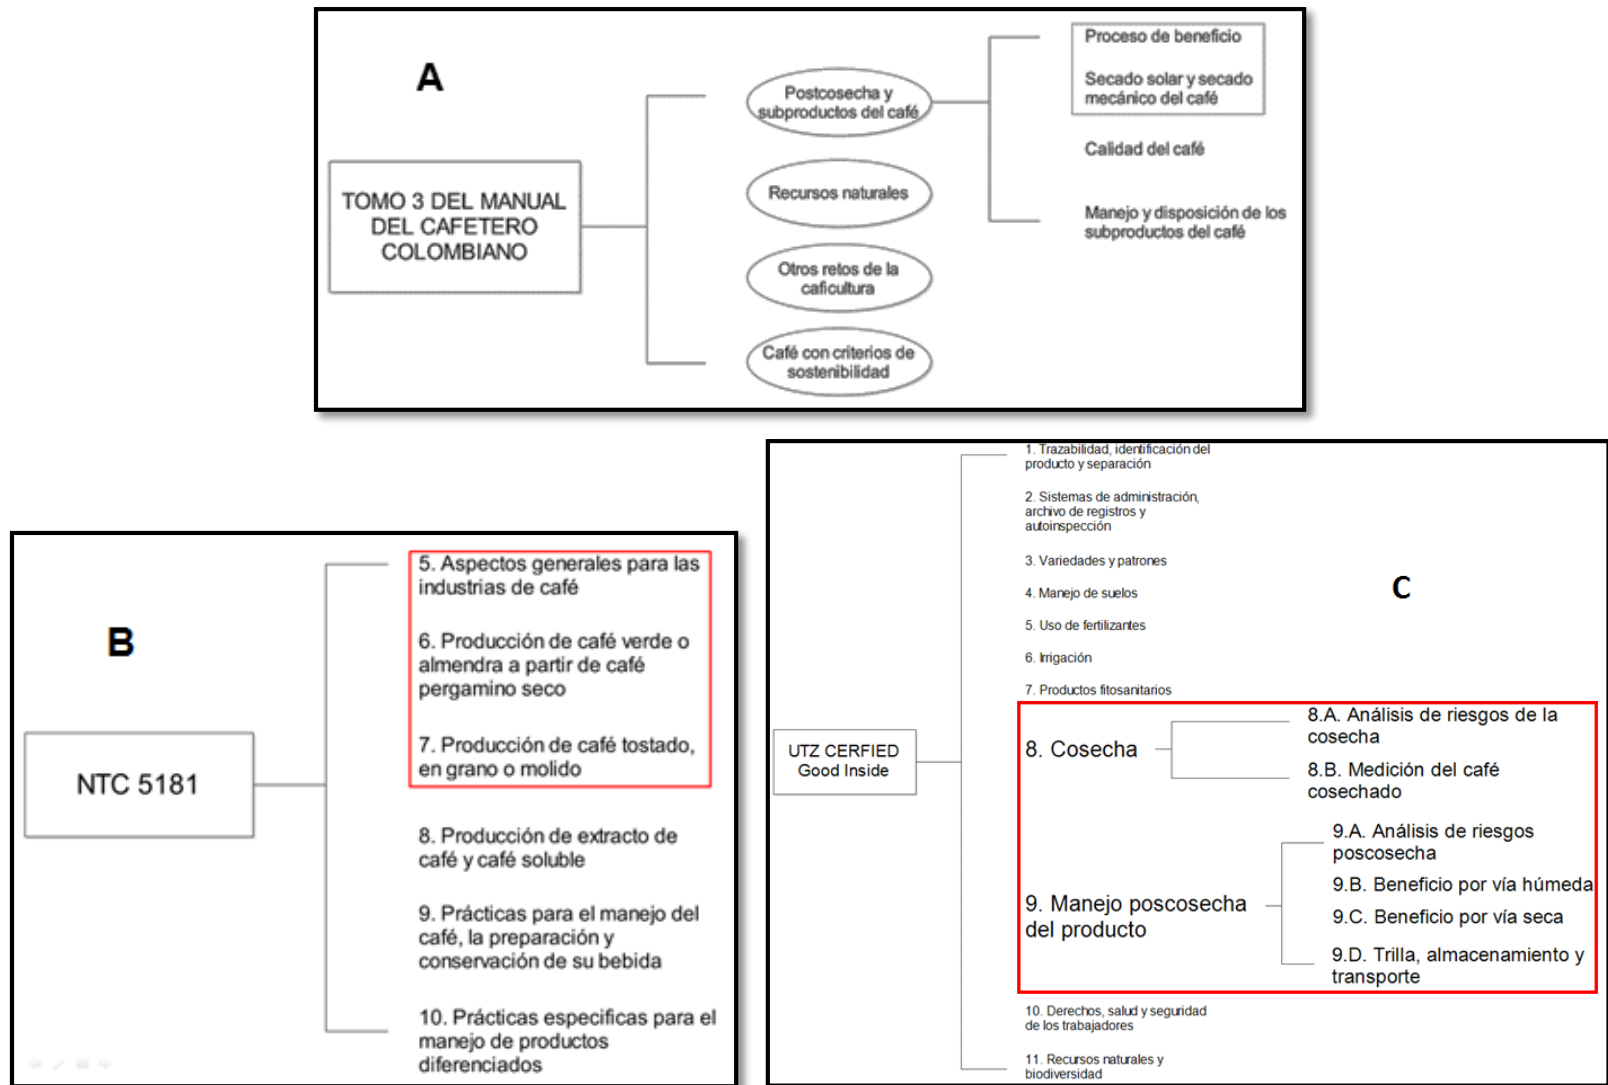 A
TOMO 3 DEL MANUAL
DEL CAFETERO
COLOMBIANO
Postcosecha y
subproductos del café
Recursos naturales
Otros retos de la
caficultura
Café con criterios de
sostenibilidad
Proceso de beneficio
Secado solar y secado
mecánico del café
Calidad del café
Manejo y disposición de los
subproductos del café
B
NTC 5181
5. Aspectos generales para las
industrias de café
6. Producción de café verde o
almendra a partir de café
pergamino seco
7. Producción de café tostado,
en grano o molido
8. Producción de extracto de
café y café soluble
9. Prácticas para el manejo del
café, la preparación y
conservación de su bebida
10. Prácticas especificas para el
manejo de productos
diferenciados
C
UTZ CERFIED
Good Inside
1. Trazabilidad, identificación del
producto y separación
2. Sistemas de administración,
archivo de registros y
autoinspección
3. Variedades y patrones
4. Manejo de suelos
5. Uso de fertilizantes
6. Irrigación
7. Productos fitosanitarios
8. Cosecha
8.A. Análisis de riesgos de la
cosecha
8.B. Medición del café
cosechado
9. Manejo poscosecha
del producto
9.A. Análisis de riesgos
poscosecha
9.B. Beneficio por vía húmeda
9.C. Beneficio por vía seca
9.D. Trilla, almacenamiento y
transporte
10. Derechos, salud y seguridad
de los trabajadores
11. Recursos naturales y
biodiversidad